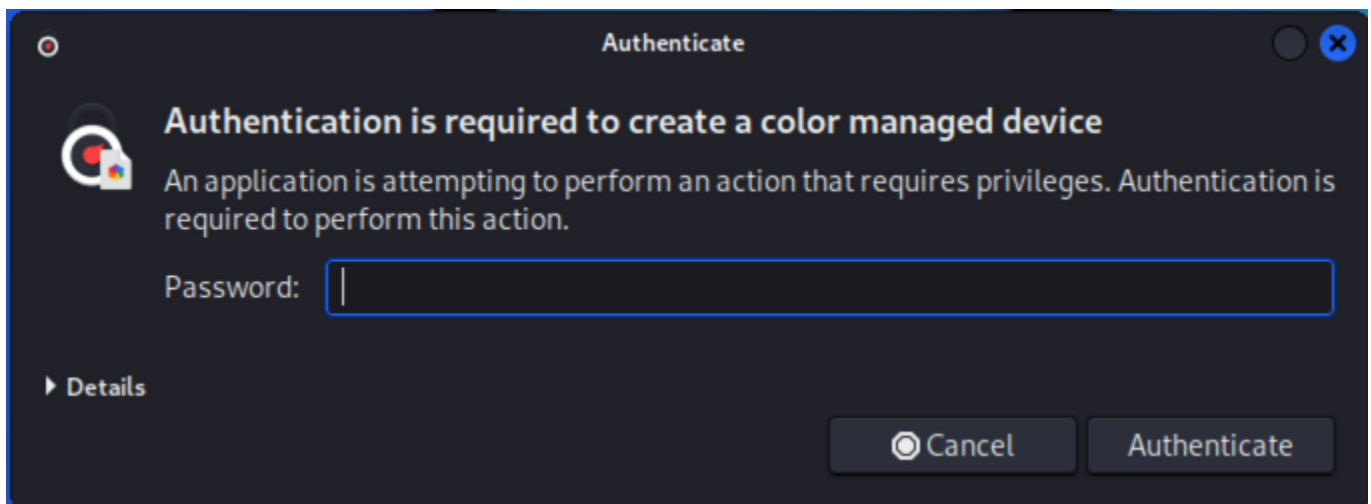 Authenticate
Authentication is required to create a color managed device
An application is attempting to perform an action that requires privileges. Authentication is
required to perform this action.
Password:
Details
Cancel
Authenticate